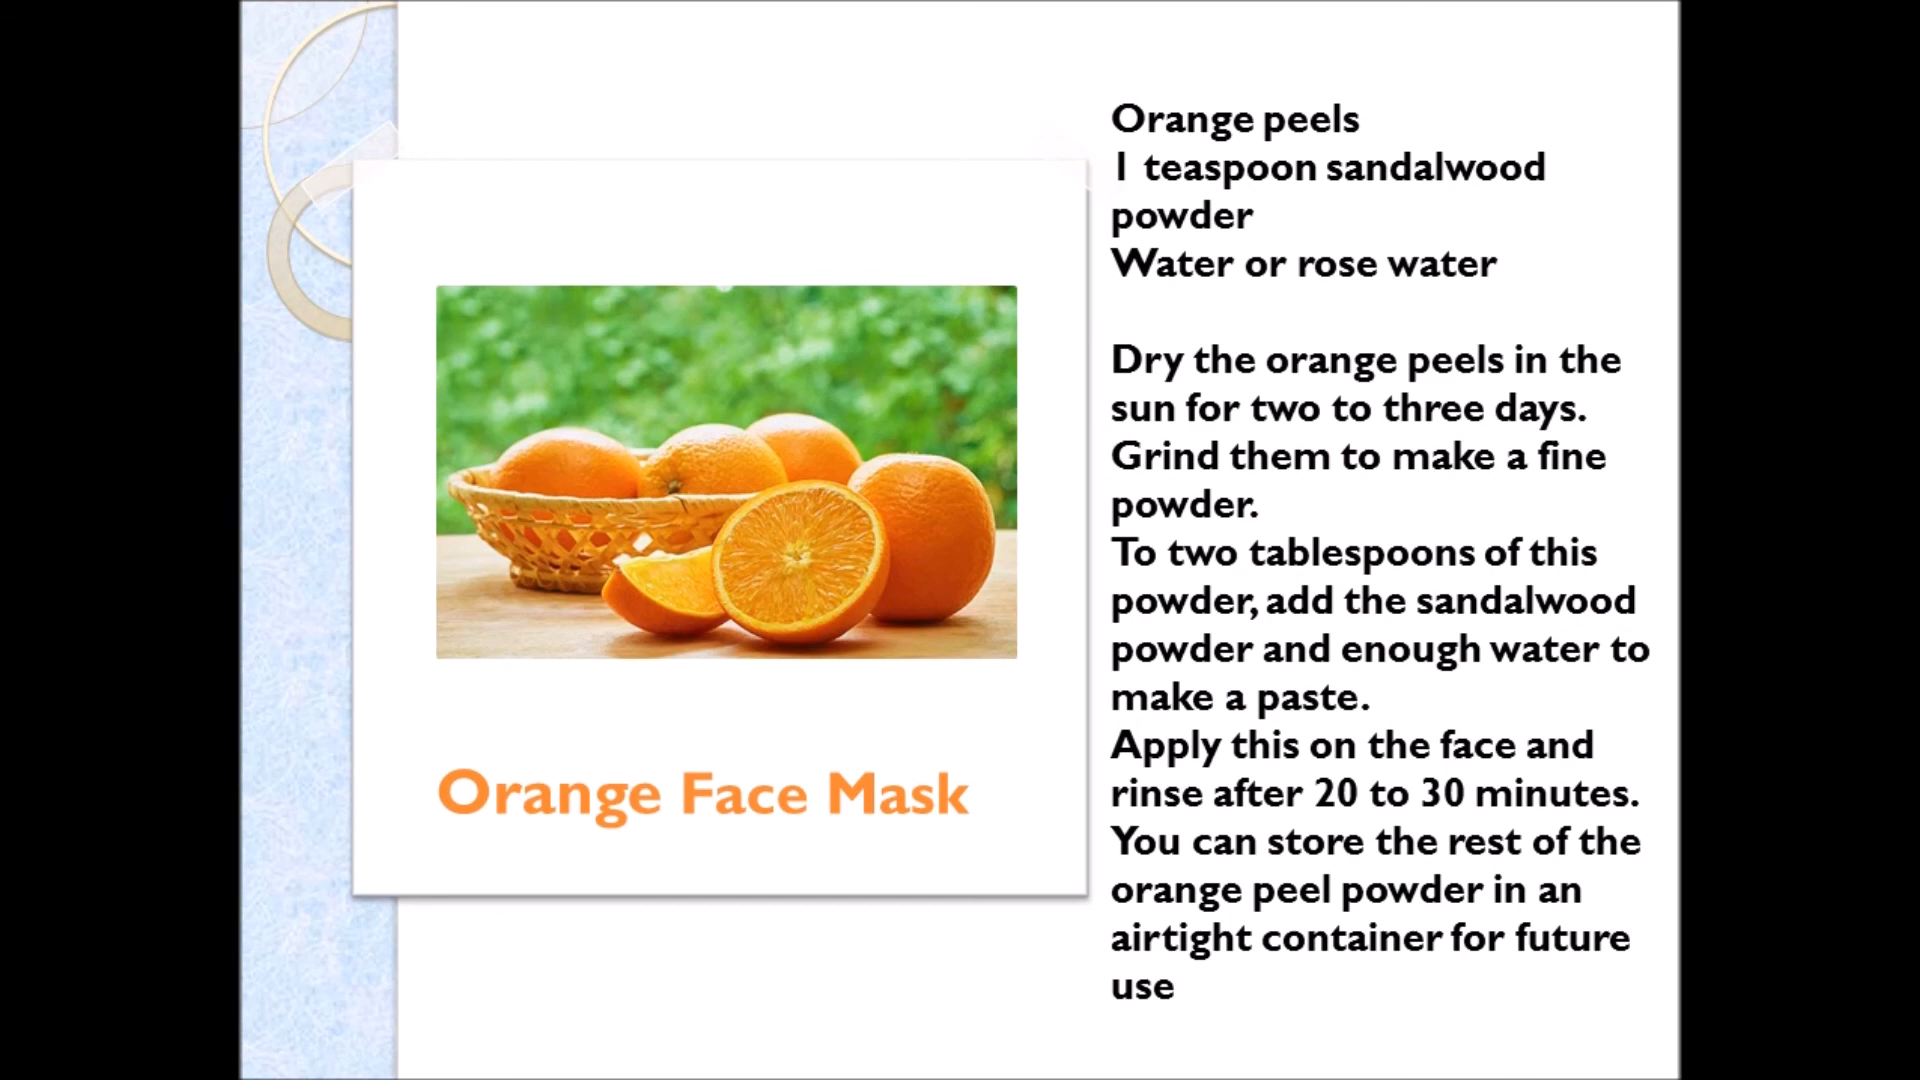 Orange peels
1 teaspoon sandalwood
powder
Water or rose water
Dry the orange peels in the
sun for two to three days.
Grind them to make a fine
powder.
To two tablespoons of this
powder, add the sandalwood
powder and enough water to
make a paste.
Apply this on the face and
rinse after 20 to 30 minutes.
You can store the rest of the
orange peel powder in an
airtight container for future
use
Orange Face Mask